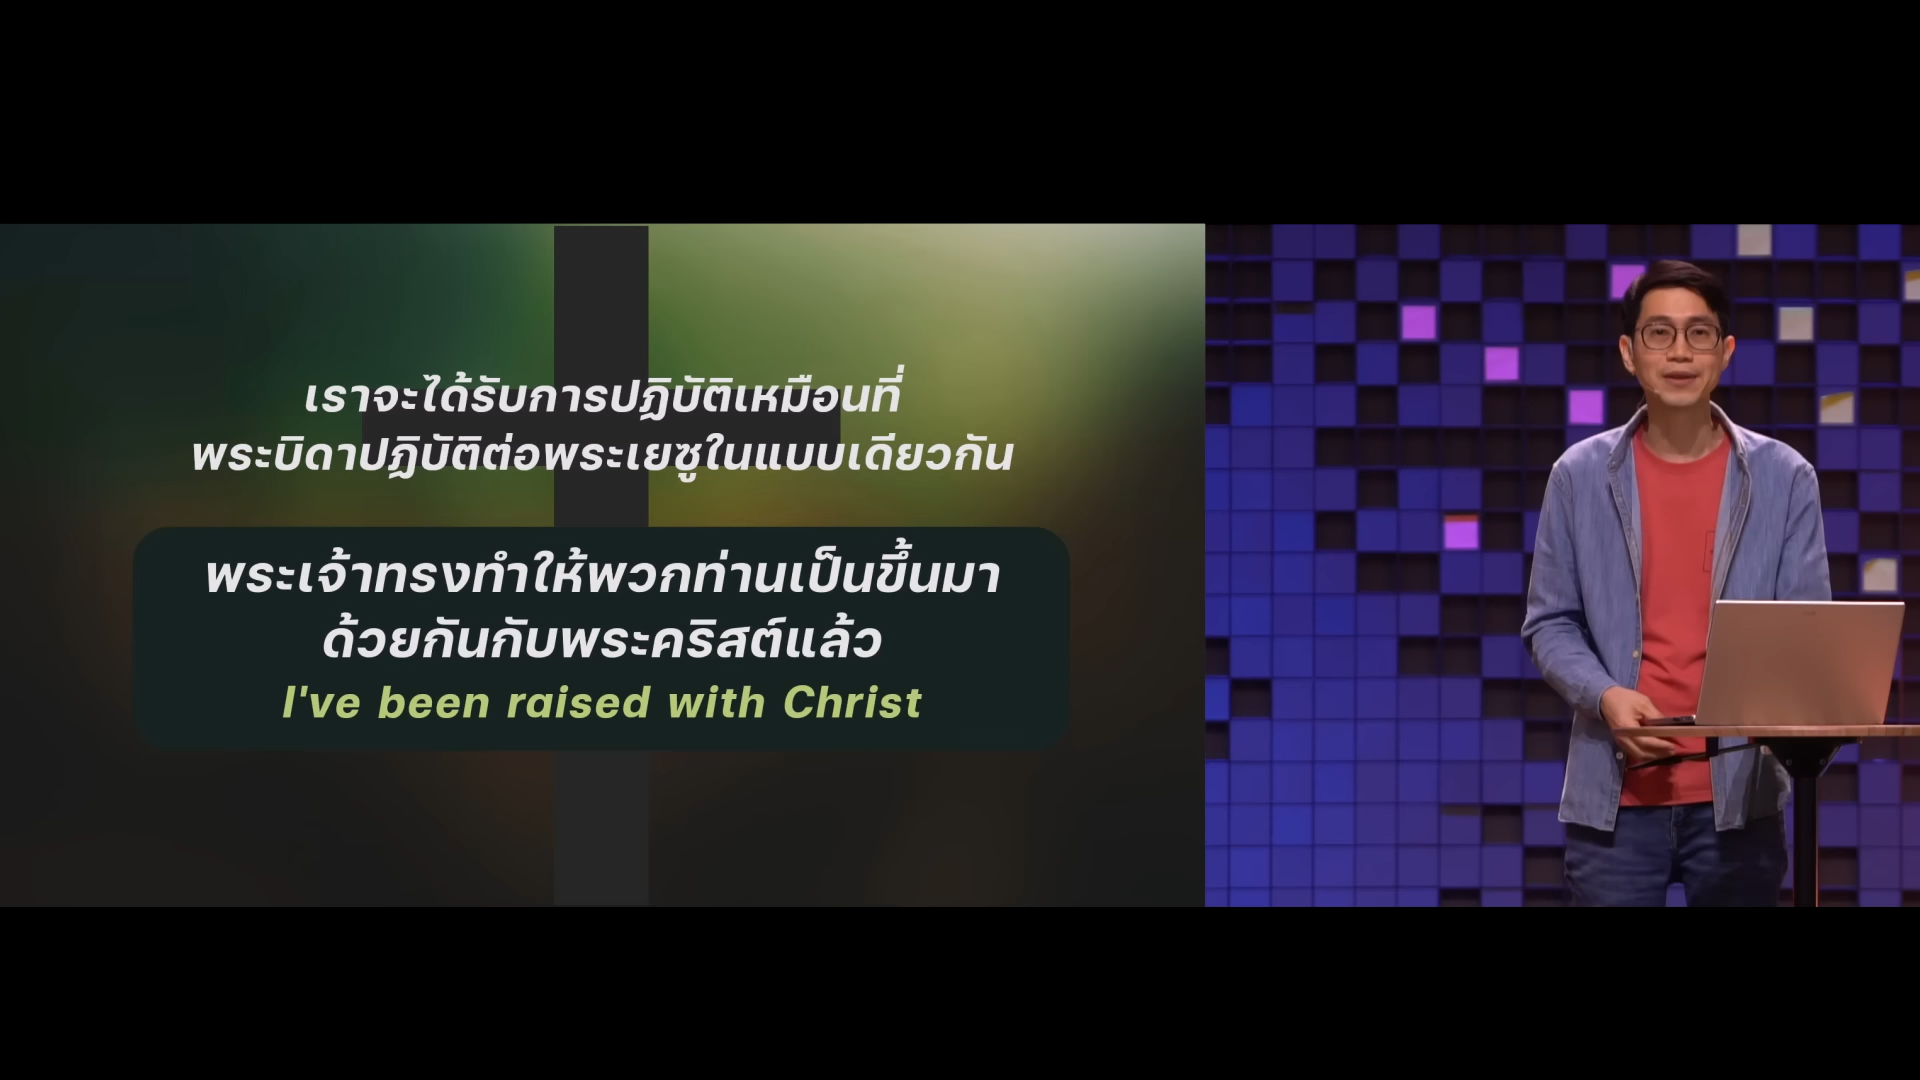 เราจะได้รับการปฏิบัติเหมือนที่
พระบิดาปฏิบัติต่อพระเยซูในแบบเดียวกัน
พระเจ้าทรงทำให้พวกท่านเป็นขึ้นมา
ด้วยกันกับพระคริสต์แล้ว
I've been raised with Christ